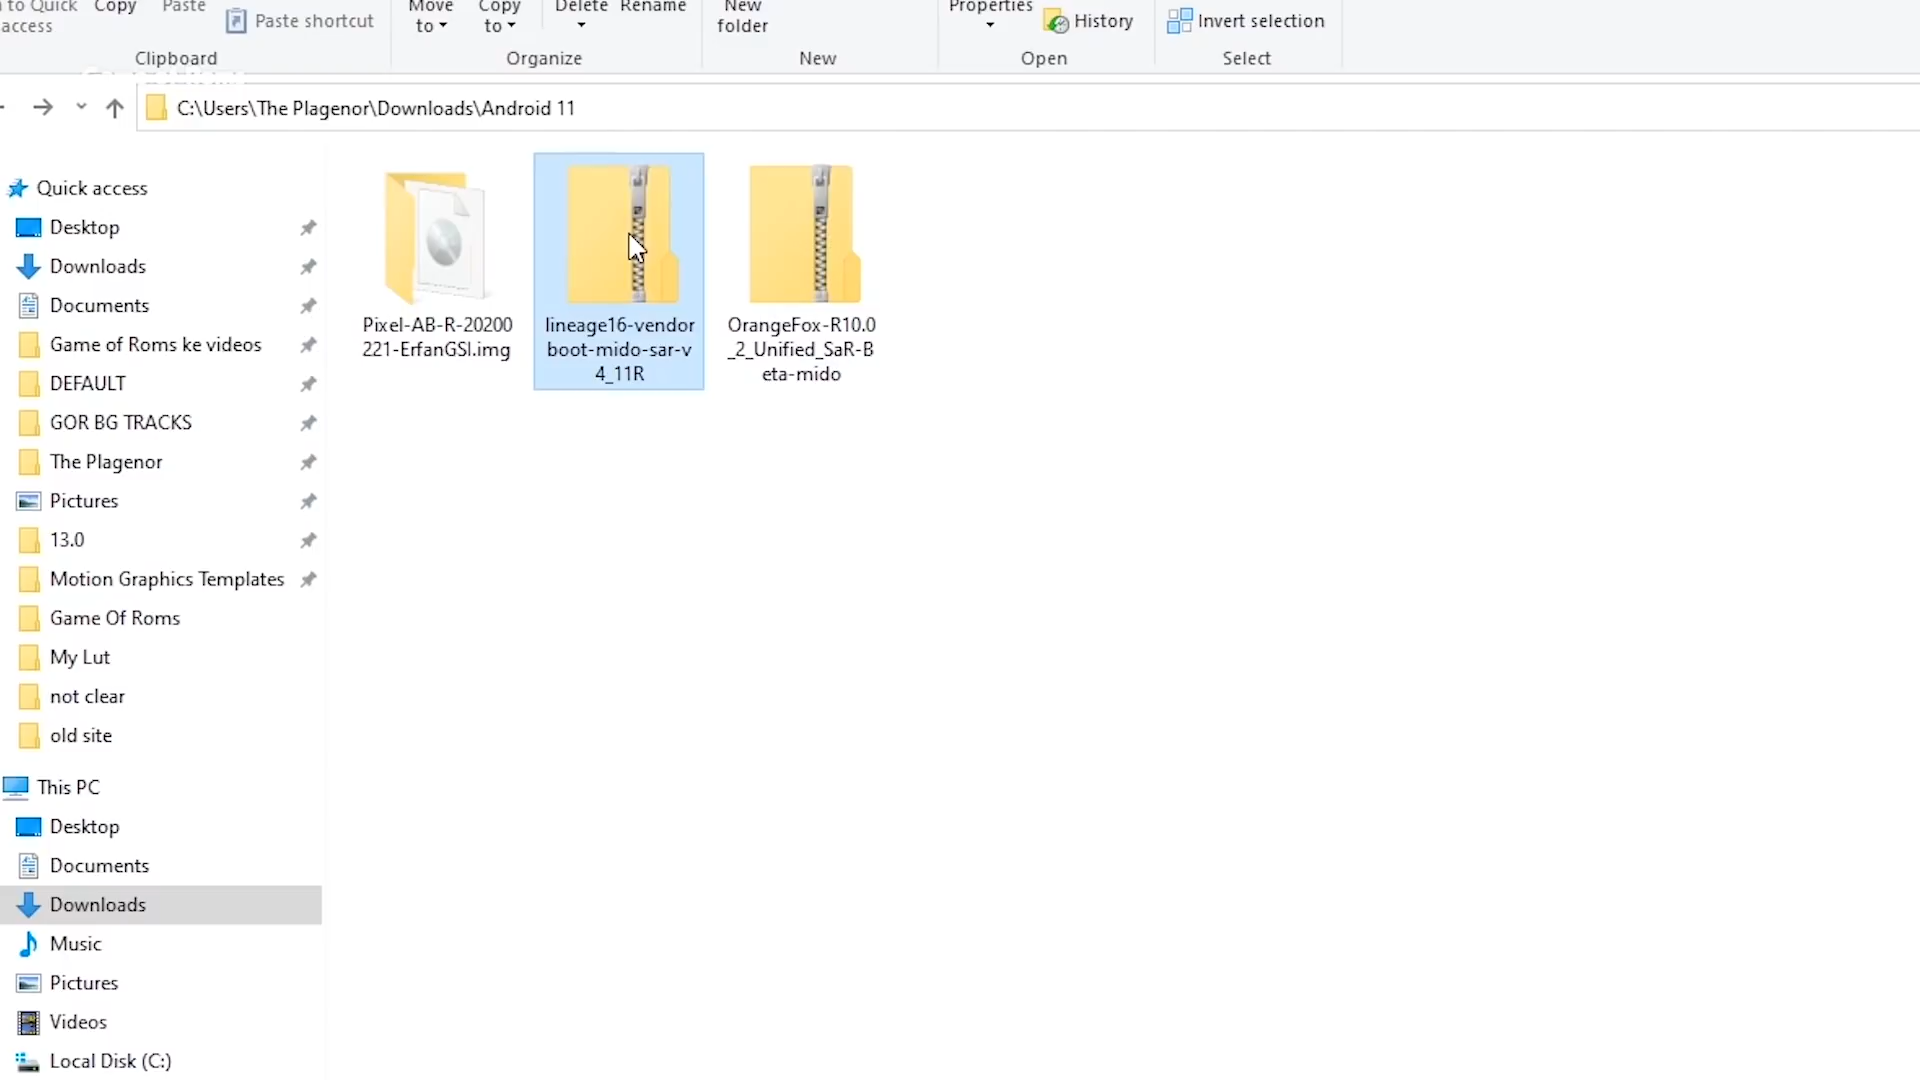 to Quick
access
Copy
Paste
Paste shortcut
Clipboard
Move
to
Copy
to
Delete
Rename
Organize
New
folder
New
Properties
History
Open
Invert selection
Select
C:\Users\The Plagenor\Downloads\Android 11
Quick access
Desktop
Downloads
Documents
Game of Roms ke videos
DEFAULT
GOR BG TRACKS
The Plagenor
Pictures
13.0
Motion Graphics Templates
Game Of Roms
My Lut
not clear
old site
This PC
Desktop
Documents
Downloads
Music
Pictures
Videos
Local Disk (C:)
Pixel-AB-R-20200
221-ErfanGSI.img
lineage16-vendor
boot-mido-sar-v
4_11R
OrangeFox-R10.0
_2_Unified_SaR-B
eta-mido